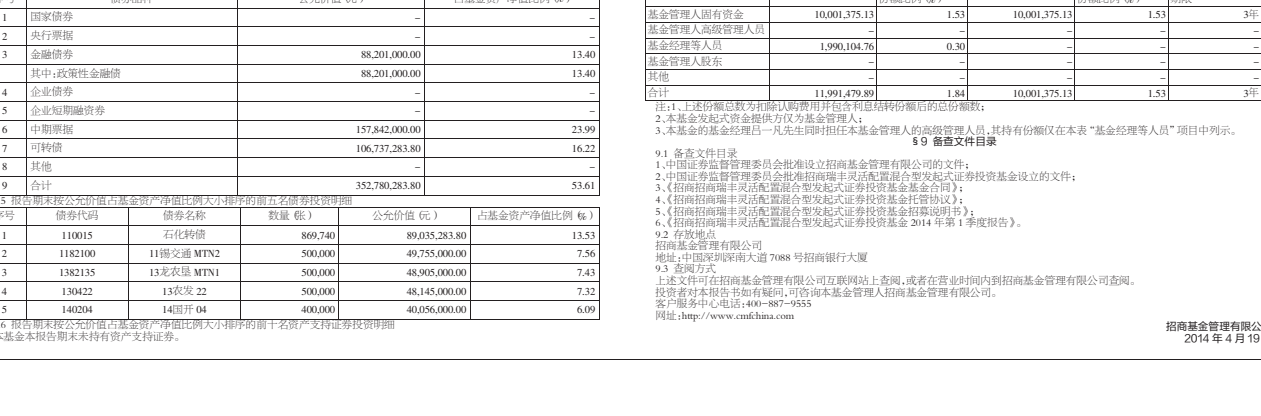 1 国家债券 – –
2 央行票据 – –
3 金融债券 88,201,000.00 13.40
其中:政策性金融债 88,201,000.00 13.40
4 企业债券 – –
5 企业短期融资券 – –
6 中期票据 157,842,000.00 23.99
7 可转债 106,737,283.80 16.22
8 其他 – –
9 合计 352,780,283.80 53.61
5 报告期末按公允价值占基金资产净值比例大小排序的前五名债券投资明细
序号 债券代码 债券名称 数量（张） 公允价值（元） 占基金资产净值比例（%）
1 110015 石化转债 869,740 89,035,283.80 13.53
2 1182100 11锡交通 MTN2 500,000 49,755,000.00 7.56
3 1382135 13龙农垦 MTN1 500,000 48,905,000.00 7.43
4 130422 13农发 22 500,000 48,145,000.00 7.32
5 140204 14国开 04 400,000 40,056,000.00 6.09
6 报告期末按公允价值占基金资产净值比例大小排序的前十名资产支持证券投资明细
本基金本报告期末未持有资产支持证券。
基金管理人固有资金 10,001,375.13 1.53 10,001,375.13 1.53 3年
基金管理人高级管理人员 – – – – –
基金经理等人员 1,990,104.76 0.30 – – –
基金管理人股东 – – – – –
其他 – – – – –
合计 11,991,479.89 1.84 10,001,375.13 1.53 3年
注:1、上述份额总数为扣除认购费用并包含利息结转份额后的总份额数;
2、本基金发起式资金提供方仅为基金管理人;
3、本基金的基金经理吕一凡先生同时担任本基金管理人的高级管理人员,其持有份额仅在本表“基金经理等人员”项目中列示。
§9 备查文件目录
9.1 备查文件目录
1、中国证券监督管理委员会批准设立招商基金管理有限公司的文件;
2、中国证券监督管理委员会批准招商瑞丰灵活配置混合型发起式证券投资基金设立的文件;
3、《招商招商瑞丰灵活配置混合型发起式证券投资基金基金合同》;
4、《招商招商瑞丰灵活配置混合型发起式证券投资基金托管协议》;
5、《招商招商瑞丰灵活配置混合型发起式证券投资基金招募说明书》;
6、《招商招商瑞丰灵活配置混合型发起式证券投资基金 2014 年第 1 季度报告》。
9.2 存放地点
招商基金管理有限公司
地址:中国深圳深南大道 7088 号招商银行大厦
9.3 查阅方式
上述文件可在招商基金管理有限公司互联网站上查阅,或者在营业时间内到招商基金管理有限公司查阅。
投资者对本报告书如有疑问,可咨询本基金管理人招商基金管理有限公司。
客户服务中心电话:400-887-9555
网址:http://www.cmfchina.com
招商基金管理有限公
2014 年 4 月 19